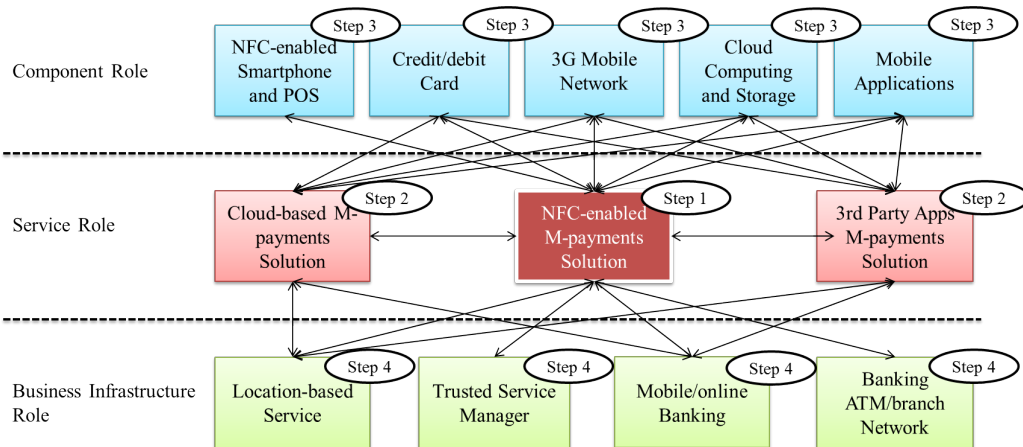 Step 3
Step 3
Step 3
Step 3
Step 3
Component Role
NFC-enabled
Smartphone
and POS
Credit/debit
Card
3G Mobile
Network
Cloud
Computing
and Storage
Mobile
Applications
Service Role
Step 2
Cloud-based M-
payments
Solution
Step 1
NFC-enabled
M-payments
Solution
Step 2
3rd Party Apps
M-payments
Solution
Business Infrastructure
Role
Step 4
Location-based
Service
Step 4
Trusted Service
Manager
Step 4
Mobile/online
Banking
Step 4
Banking
ATM/branch
Network